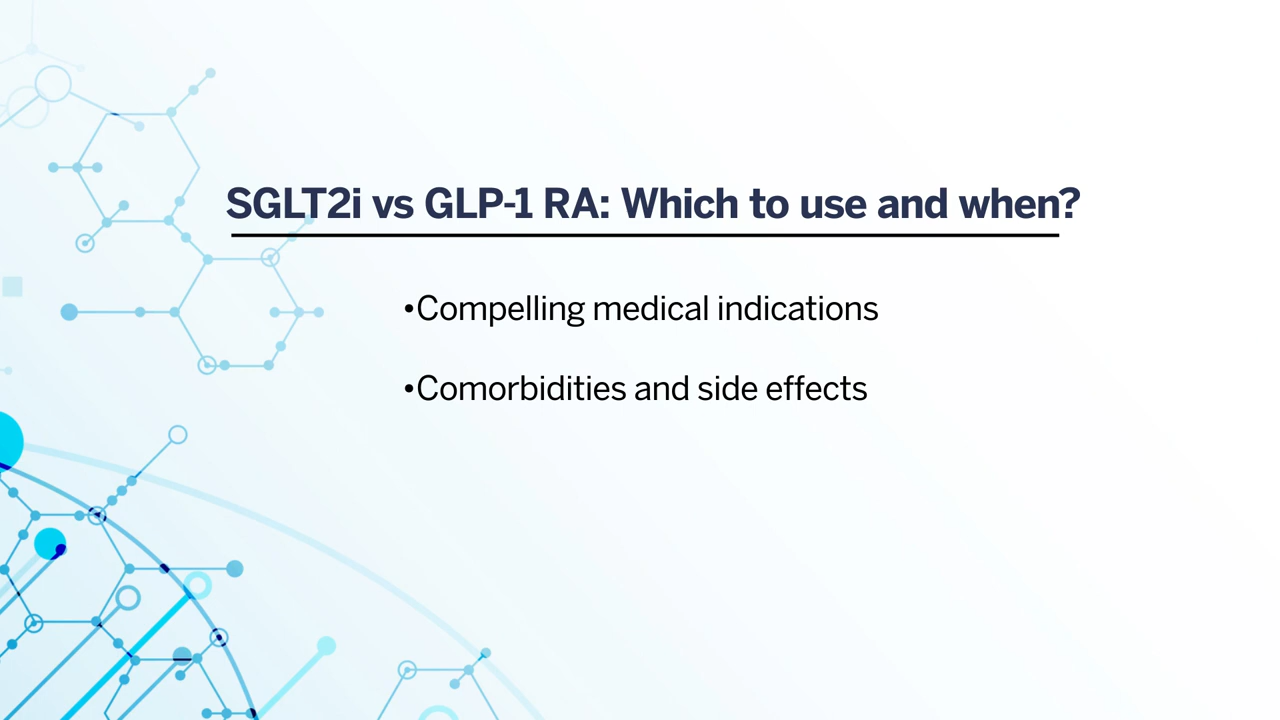 SGLT2i vs GLP-1 RA: Which to use and when?
•Compelling medical indications
•Comorbidities and side effects